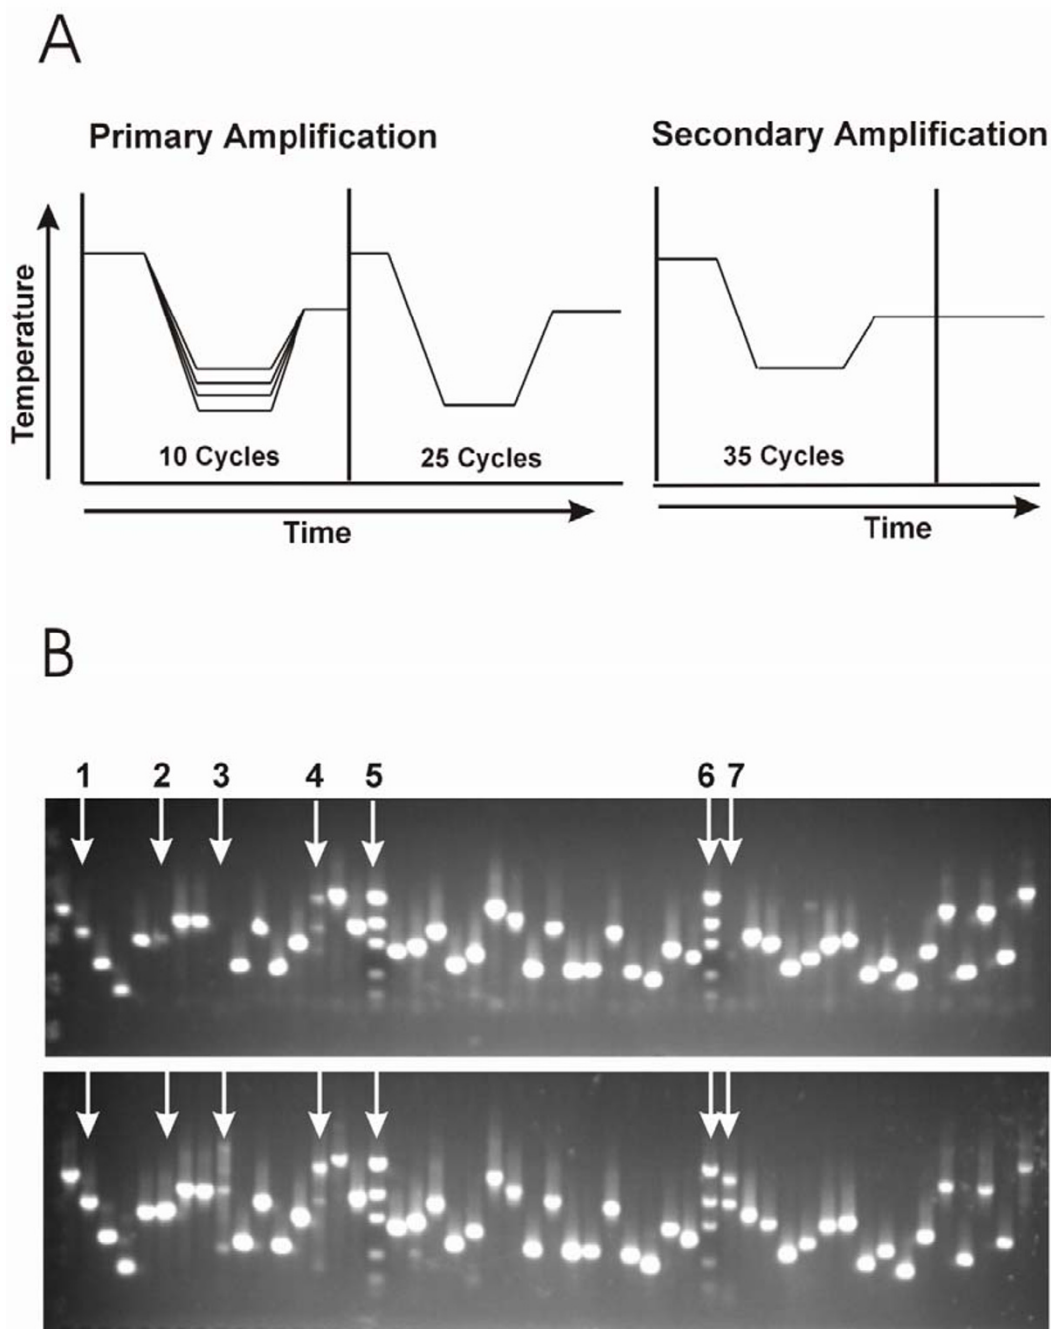 A
Primary Amplification
Secondary Amplification
Temperature
10 Cycles
25 Cycles
35 Cycles
Time
Time
B
1 2 3 4 5 6 7